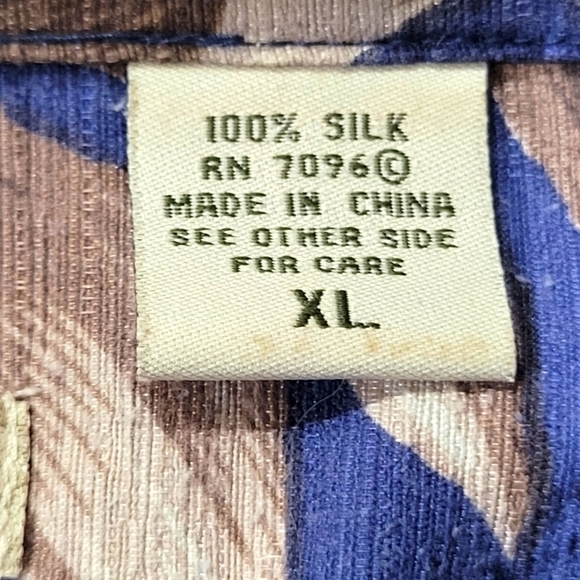 100% SILK
RN 7096©
MADE IN CHINA
SEE OTHER SIDE
FOR CARE
XL